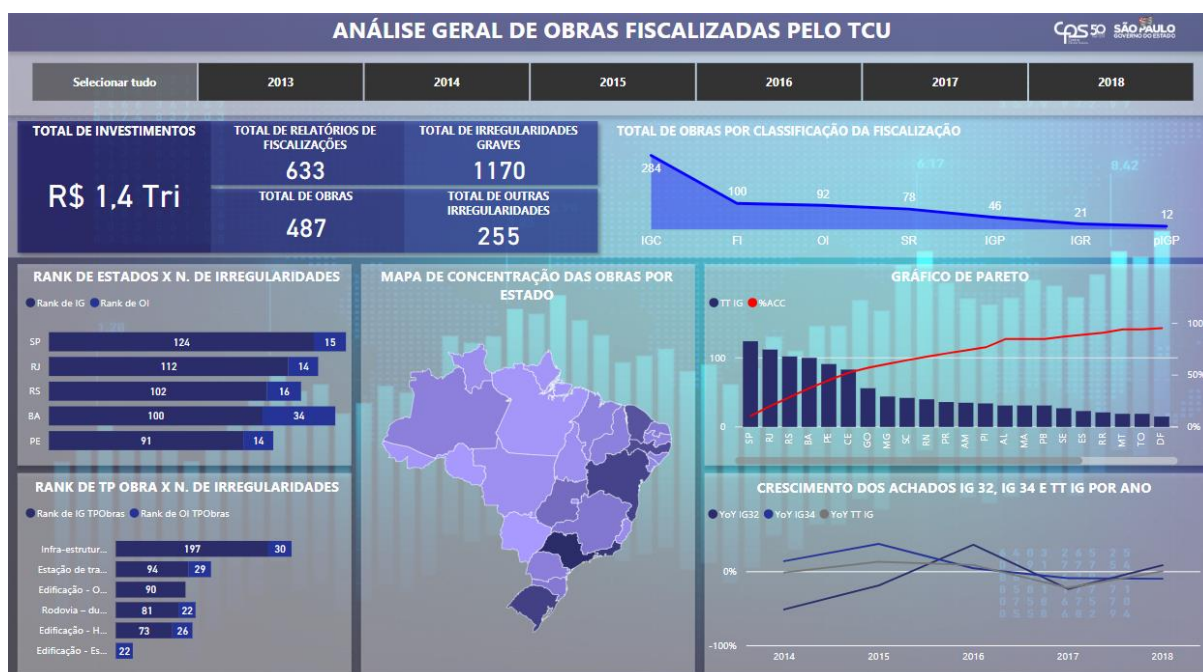 ANÁLISE GERAL DE OBRAS FISCALIZADAS PELO TCU
CPS 50
SÃO PAULO
GOVERNO DO ESTADO
Selecionar tudo 2013 2014 2015 2016 2017 2018
TOTAL DE INVESTIMENTOS
R$ 1,4 Tri
TOTAL DE RELATÓRIOS DE
FISCALIZAÇÕES
633
TOTAL DE IRREGULARIDADES
GRAVES
1170
TOTAL DE OBRAS
487
TOTAL DE OUTRAS
IRREGULARIDADES
255
TOTAL DE OBRAS POR CLASSIFICAÇÃO DA FISCALIZAÇÃO
6,17 8,42
284 100 92 78 46 21 12
IGC FI OI SR IGP IGR pIGP
RANK DE ESTADOS X N. DE IRREGULARIDADES
Rank de IG Rank de OI
1,20
SP 124 15
RJ 112 14
RS 102 16
BA 100 34
PE 91 14
RANK DE TP OBRA X N. DE IRREGULARIDADES
Rank de IG TPObras Rank de OI TPObras
Infra-estrutur... 197 30
Estação de tra... 94 29
Edificação - O... 90
Rodovia – du... 81 22
Edificação - H... 73 26
Edificação - Es... 22
MAPA DE CONCENTRAÇÃO DAS OBRAS POR
ESTADO
GRÁFICO DE PARETO
TT IG %ACC
100
0
100
50%
0%
SP RJ RS BA PE CE GO MG SC RN PR AM PI AL MA PB SE ES RR MT TO DF
CRESCIMENTO DOS ACHADOS IG 32, IG 34 E TT IG POR ANO
YoY IG32 YoY IG34 YoY TT IG
0%
-100%
2014 2015 2016 2017 2018